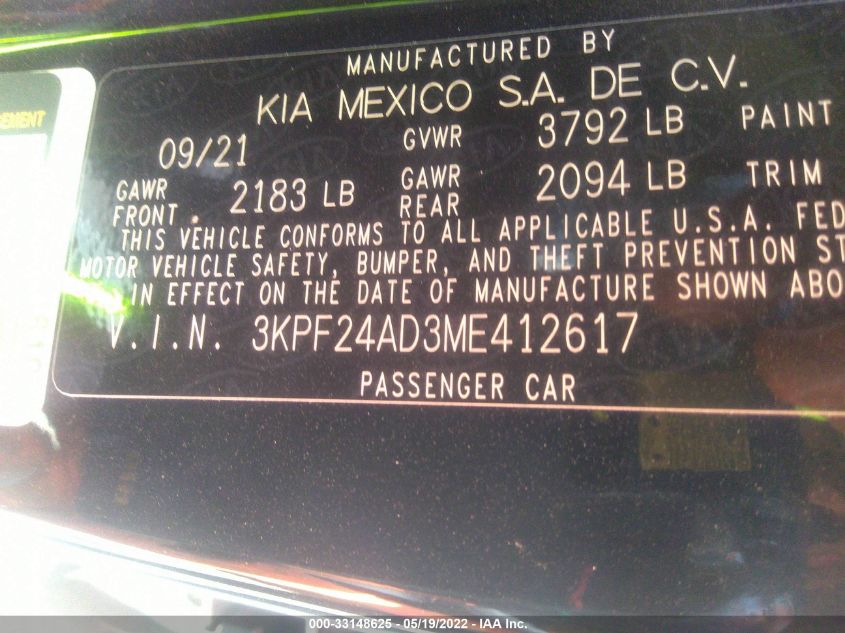 CEMENT
MANUFACTURED BY
KIA MEXICO S.A. DE C.V.
09/21 GVWR 3792 LB PAINT
GAWR FRONT . 2183 LB GAWR REAR 2094 LB TRIM
THIS VEHICLE CONFORMS TO ALL APPLICABLE U.S.A. FED
MOTOR VEHICLE SAFETY, BUMPER, AND THEFT PREVENTION ST
IN EFFECT ON THE DATE OF MANUFACTURE SHOWN ABO
V.I.N. 3KPF24AD3ME412617
PASSENGER CAR
000-33148625 - 05/19/2022 - IAA Inc.